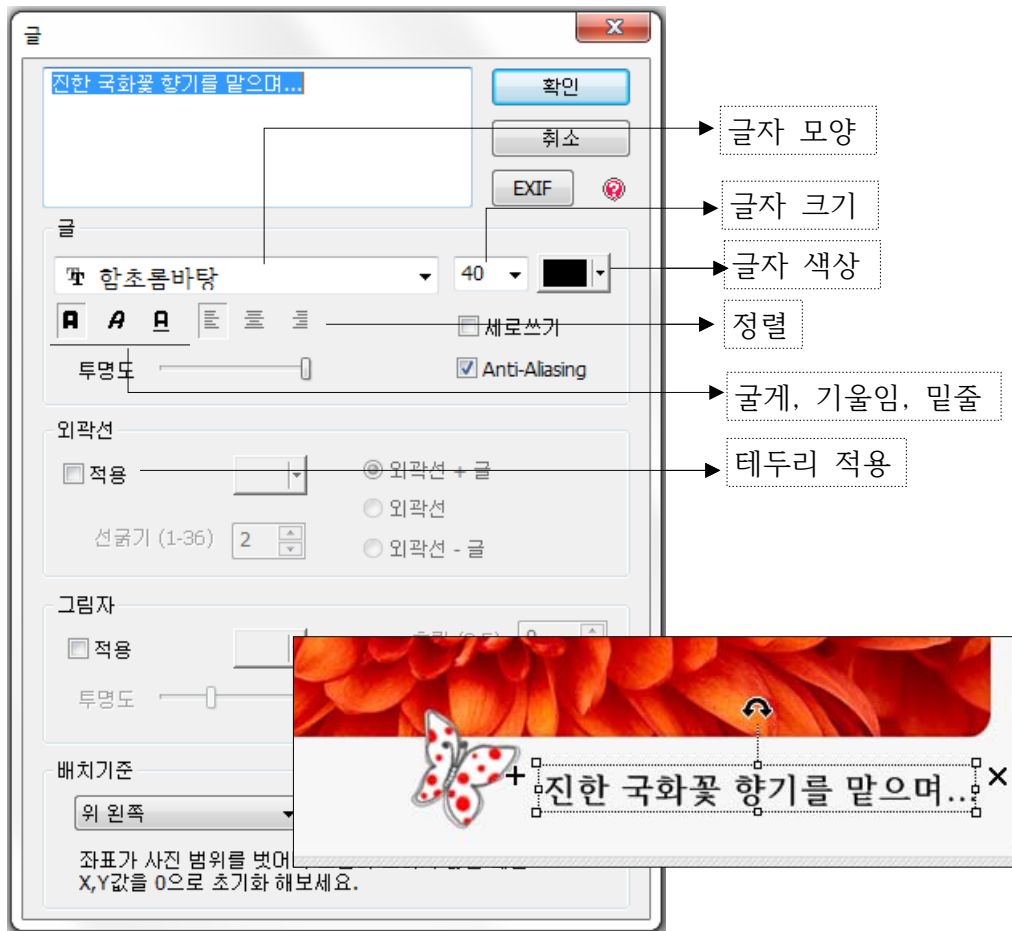 글
진한 국화꽃 향기를 맡으며...
확인
취소
EXIF
글자 모양
글자 크기
글
함초롬바탕
40
글자 색상
A A A
세로쓰기
정렬
투명도
Anti-Aliasing
굴게, 기울임, 밑줄
외곽선
적용
외곽선 + 글
테두리 적용
외곽선
선굵기 (1-36) 2
외곽선 - 글
그림자
적용
투명도
배치기준
위 왼쪽
진한 국화꽃 향기를 맡으며...
좌표가 사진 범위를 벗어
X,Y값을 0으로 초기화 해보세요.